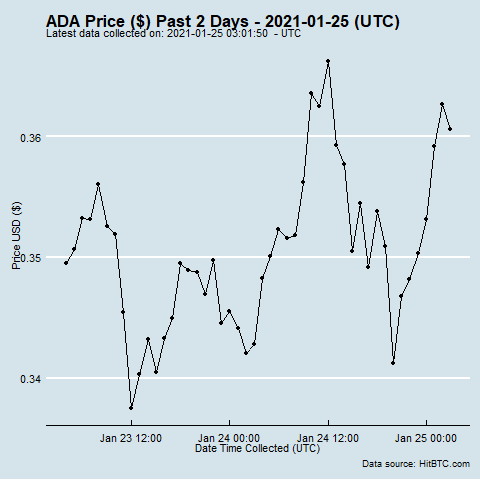 ADA Price ($) Past 2 Days - 2021-01-25 (UTC)
Latest data collected on: 2021-01-25 03:01:50 - UTC
Price USD ($)
0.36
0.35
0.34
Jan 23 12:00
Jan 24 00:00
Jan 24 12:00
Jan 25 00:00
Date Time Collected (UTC)
Data source: HitBTC.com